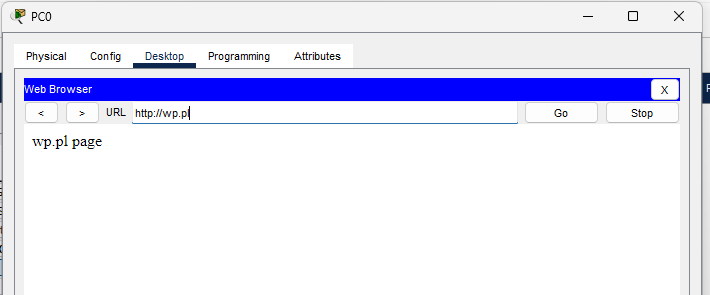 PC0
Physical Config Desktop Programming Attributes
Web Browser X
< > URL http://wp.pl Go Stop
wp.pl page